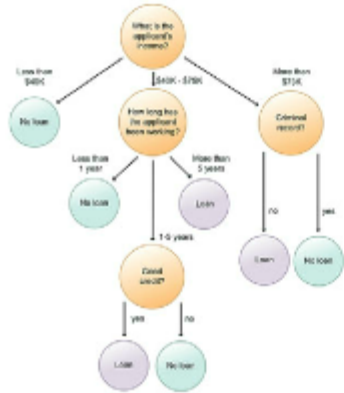 What is the
applicant's
income?
Less than
$40K
$40K - $75K
More than
$75K
No loan
How long has
the applicant
been working?
Criminal
record?
Less than
1 year
More than
5 years
No loan
Loan
no
yes
1-5 years
Loan
No loan
Good
credit?
yes
no
Loan
No loan